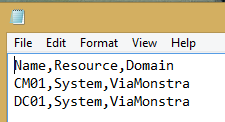 File Edit Format View Help
Name,Resource,Domain
CM01,System,ViaMonstra
DC01,System,ViaMonstra